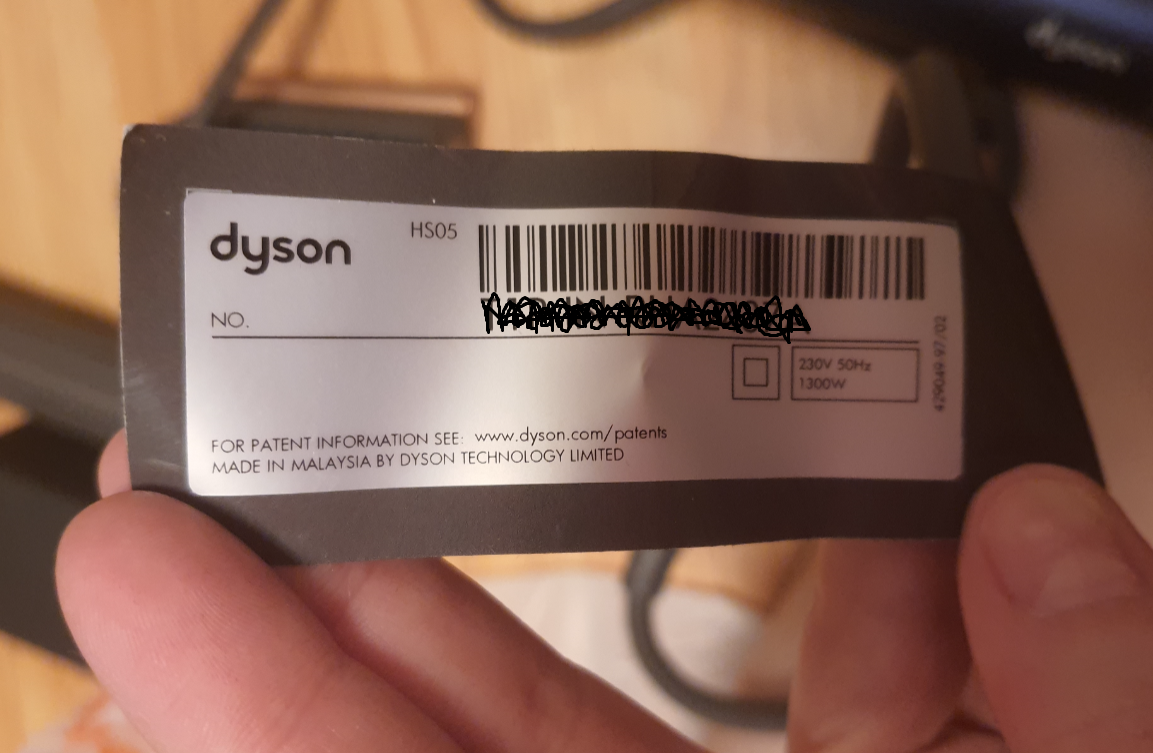 dyson
dyson
HS05
NO.
230V 50Hz
1300W
429049-97/02
FOR PATENT INFORMATION SEE: www.dyson.com/patents
MADE IN MALAYSIA BY DYSON TECHNOLOGY LIMITED